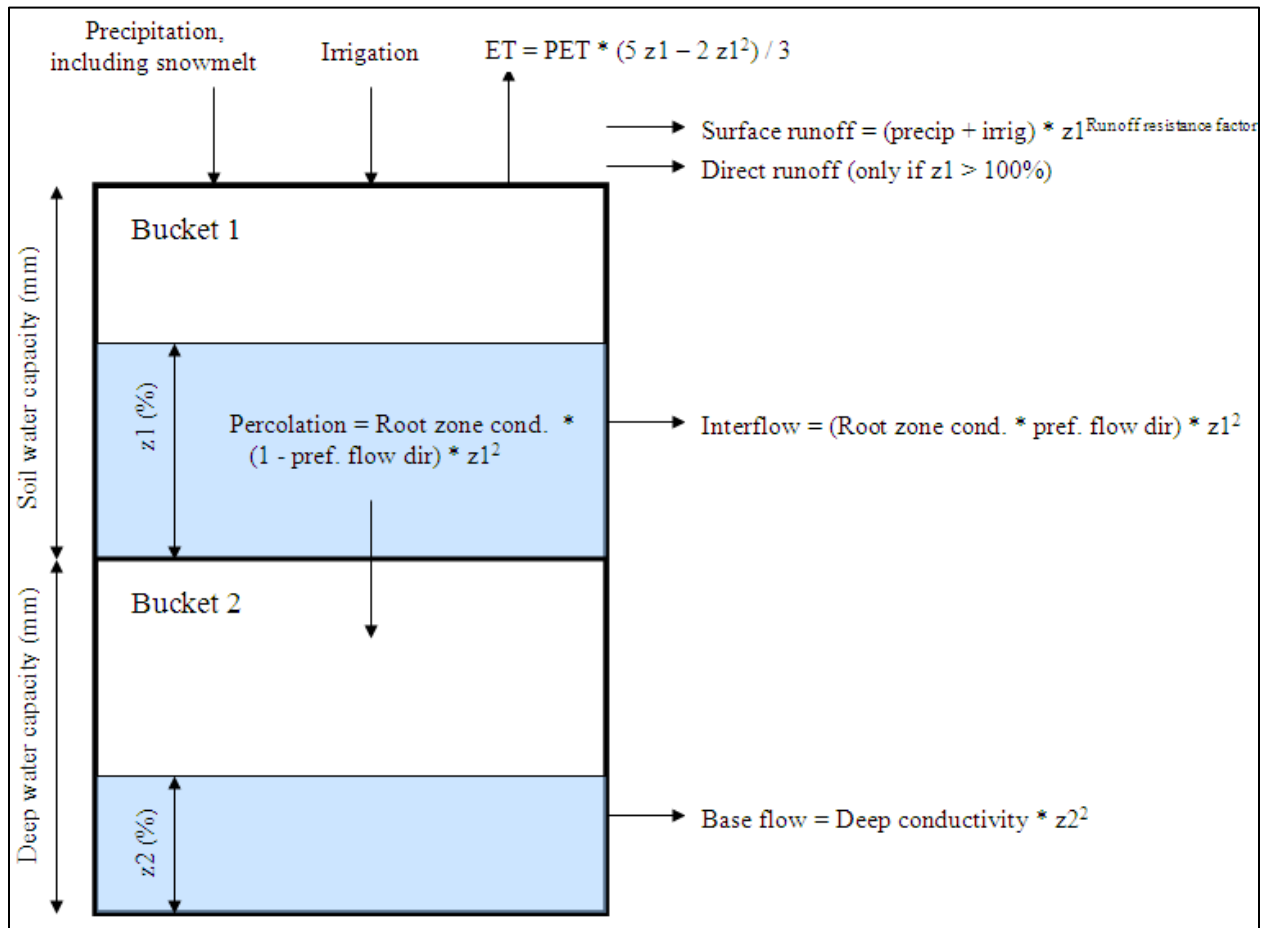 Precipitation,
including snowmelt
Irrigation
ET = PET * (5 z1 – 2 z1²) / 3
Surface runoff = (precip + irrig) * z1^Runoff resistance factor
Direct runoff (only if z1 > 100%)
Soil water capacity (mm)
Bucket 1
z1 (%)
Percolation = Root zone cond. *
(1 - pref. flow dir) * z1²
Interflow = (Root zone cond. * pref. flow dir) * z1²
Deep water capacity (mm)
Bucket 2
z2 (%)
Base flow = Deep conductivity * z2²